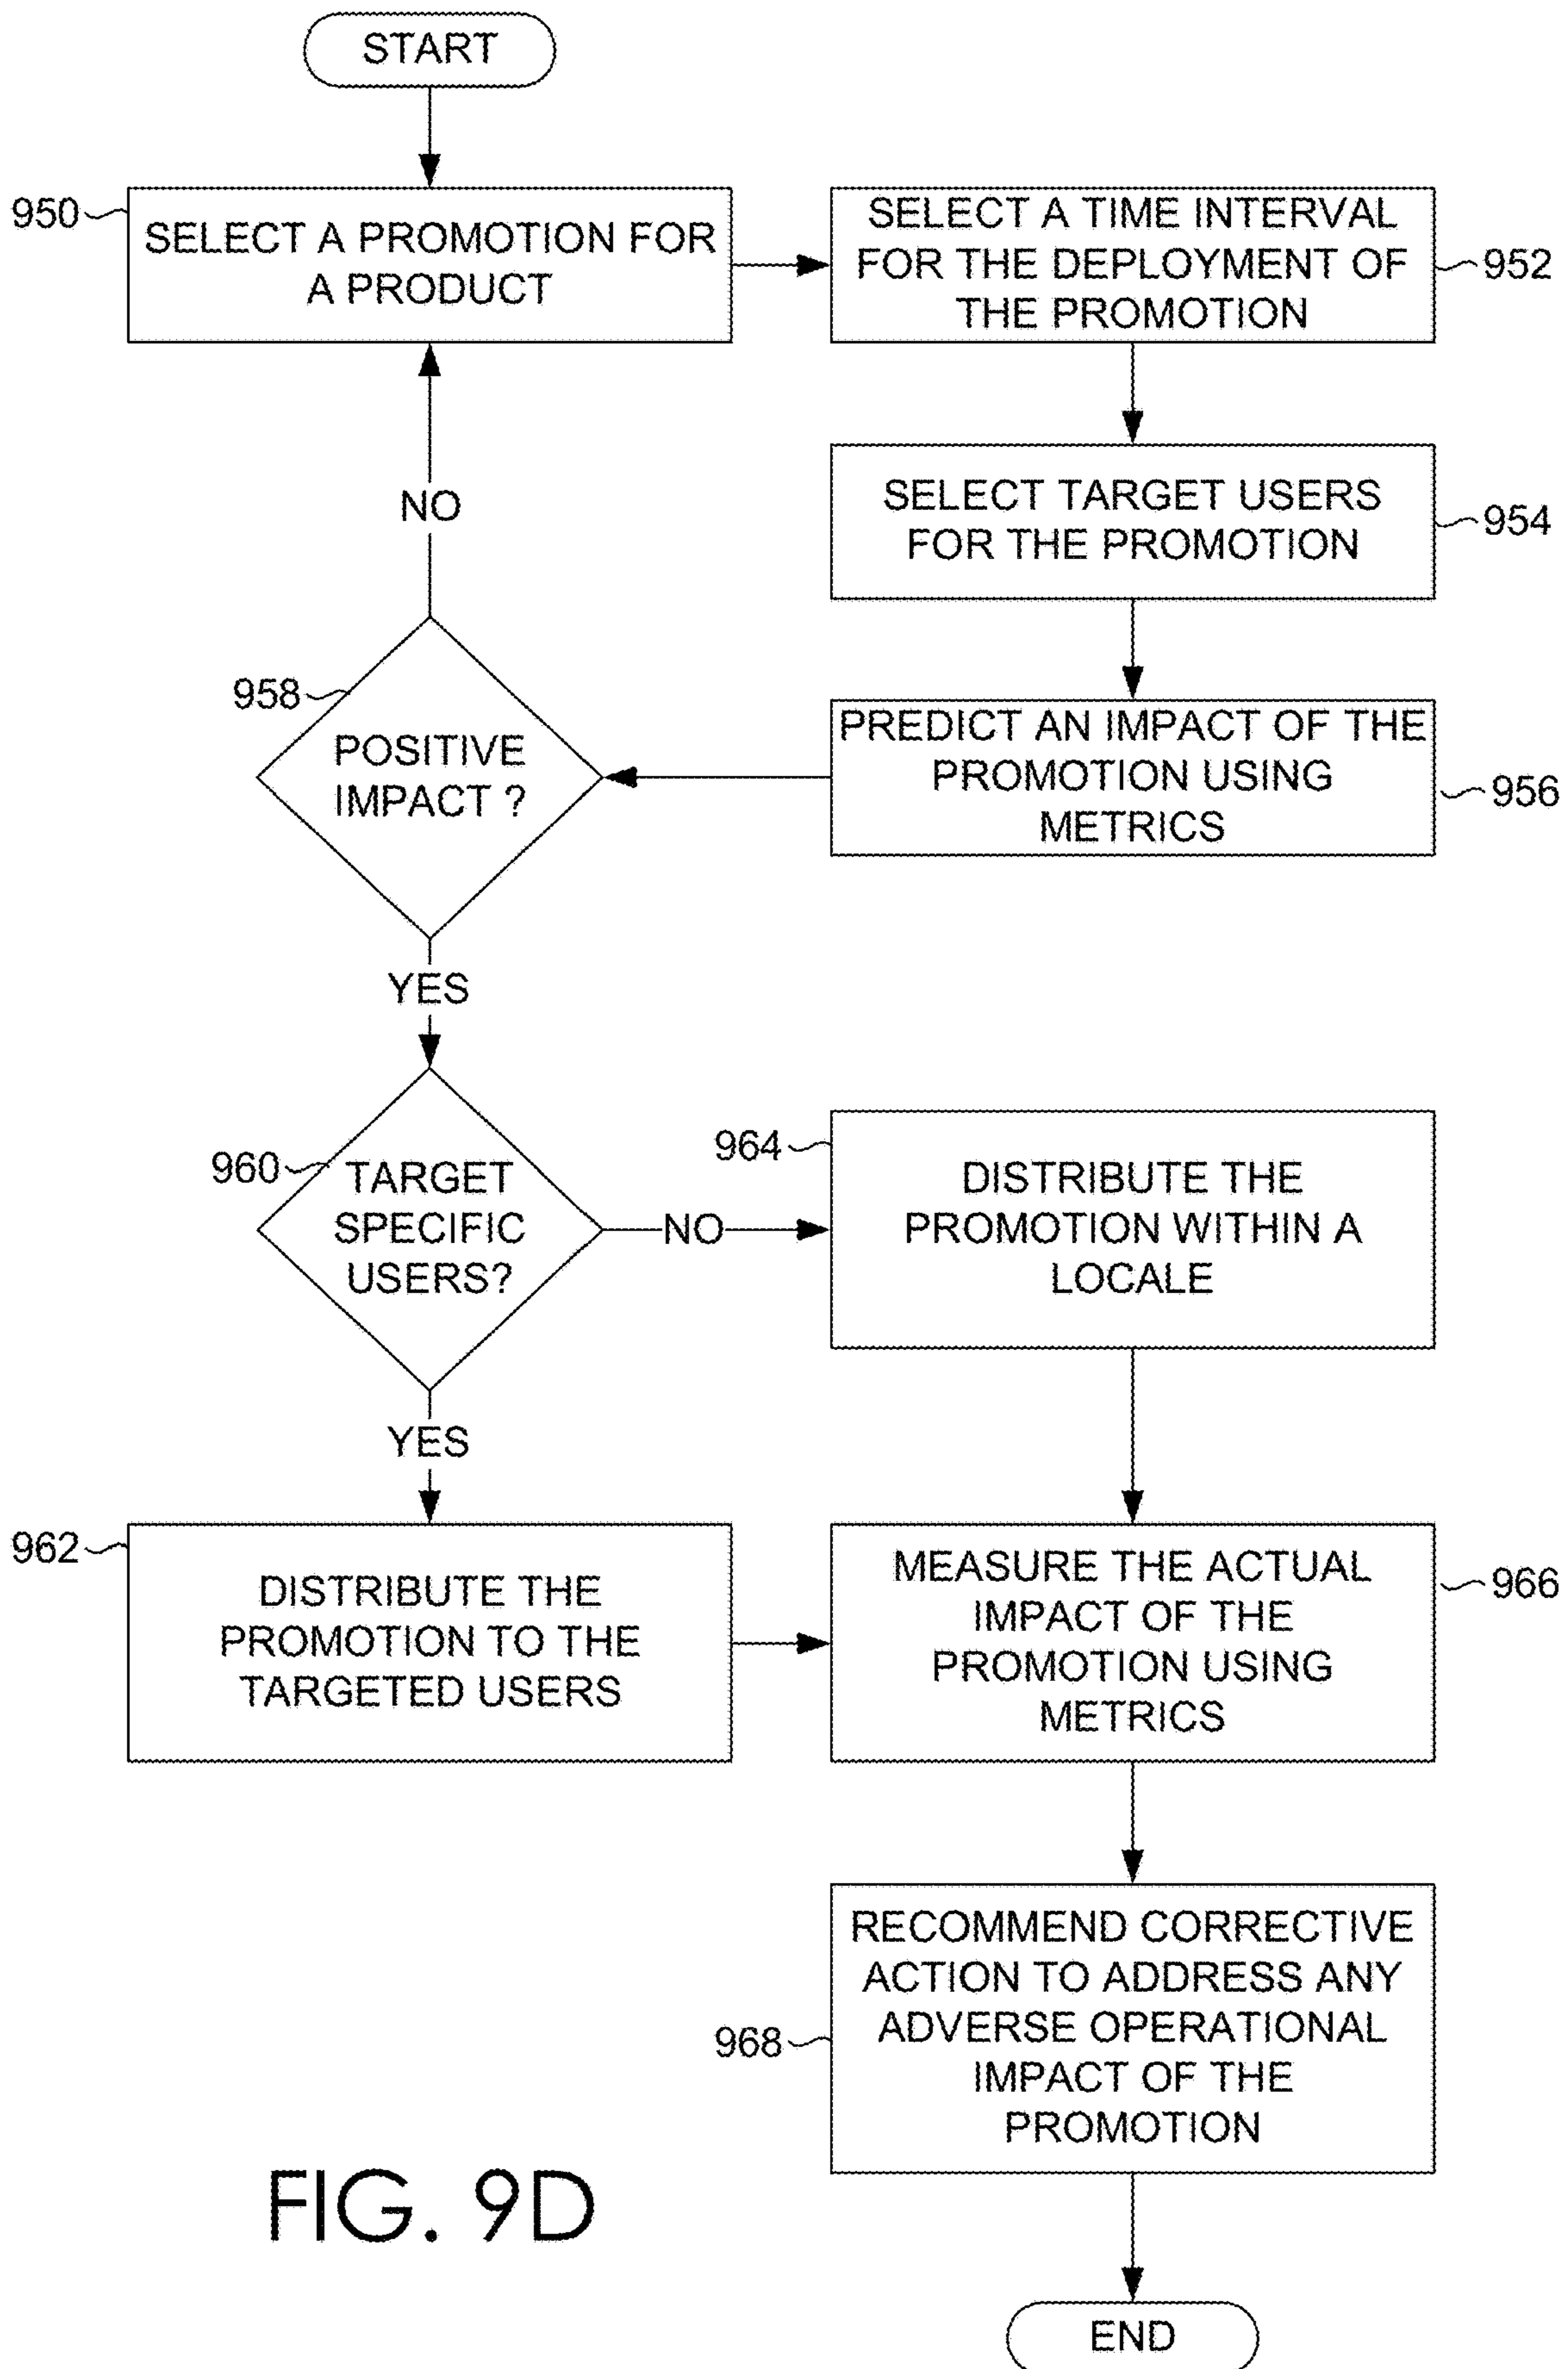 START
950
SELECT A PROMOTION FOR
A PRODUCT
SELECT A TIME INTERVAL
FOR THE DEPLOYMENT OF
THE PROMOTION
952
SELECT TARGET USERS
FOR THE PROMOTION
954
NO
958
POSITIVE
IMPACT ?
PREDICT AN IMPACT OF THE
PROMOTION USING
METRICS
956
YES
960
TARGET
SPECIFIC
USERS?
NO
964
DISTRIBUTE THE
PROMOTION WITHIN A
LOCALE
YES
962
DISTRIBUTE THE
PROMOTION TO THE
TARGETED USERS
MEASURE THE ACTUAL
IMPACT OF THE
PROMOTION USING
METRICS
966
RECOMMEND CORRECTIVE
ACTION TO ADDRESS ANY
ADVERSE OPERATIONAL
IMPACT OF THE
PROMOTION
968
FIG. 9D
END